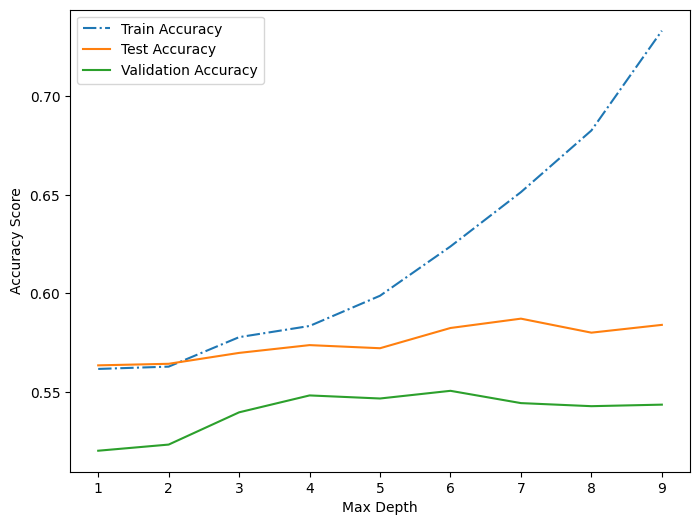 Train Accuracy
Test Accuracy
Validation Accuracy
0.70
0.65
0.60
0.55
Accuracy Score
1 2 3 4 5 6 7 8 9
Max Depth